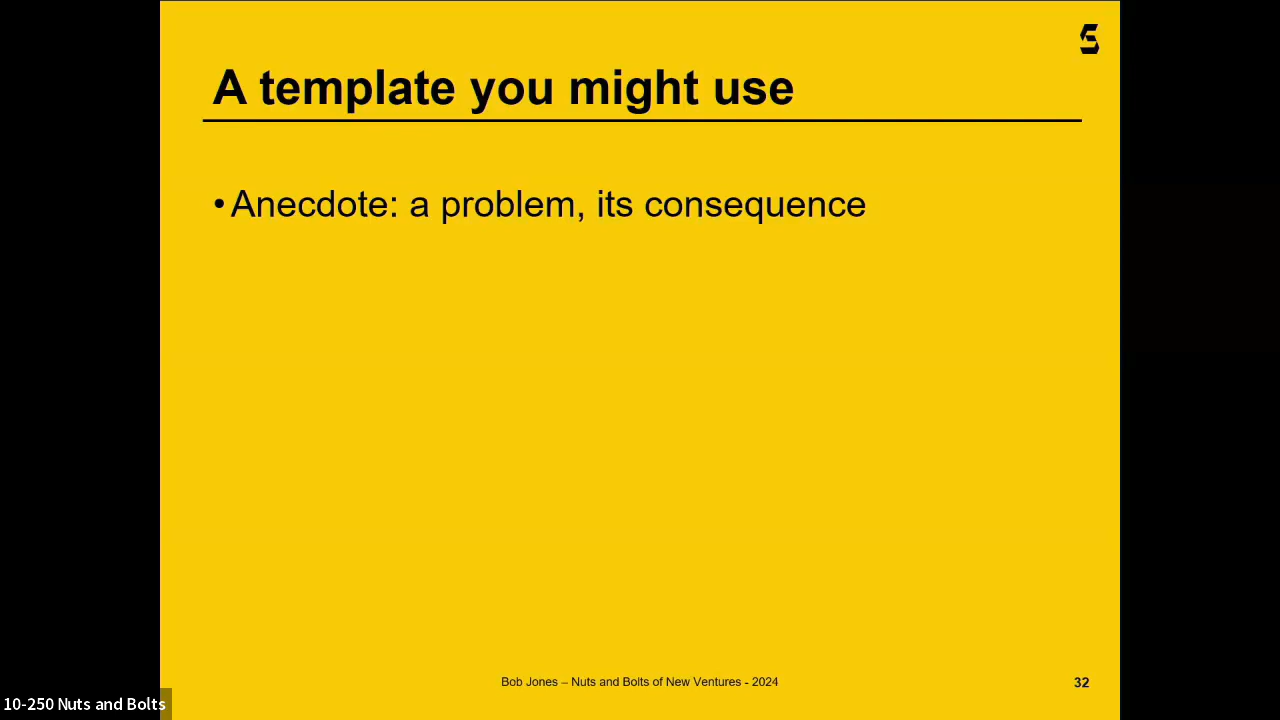 A template you might use
• Anecdote: a problem, its consequence
Bob Jones – Nuts and Bolts of New Ventures - 2024
32
10-250 Nuts and Bolts